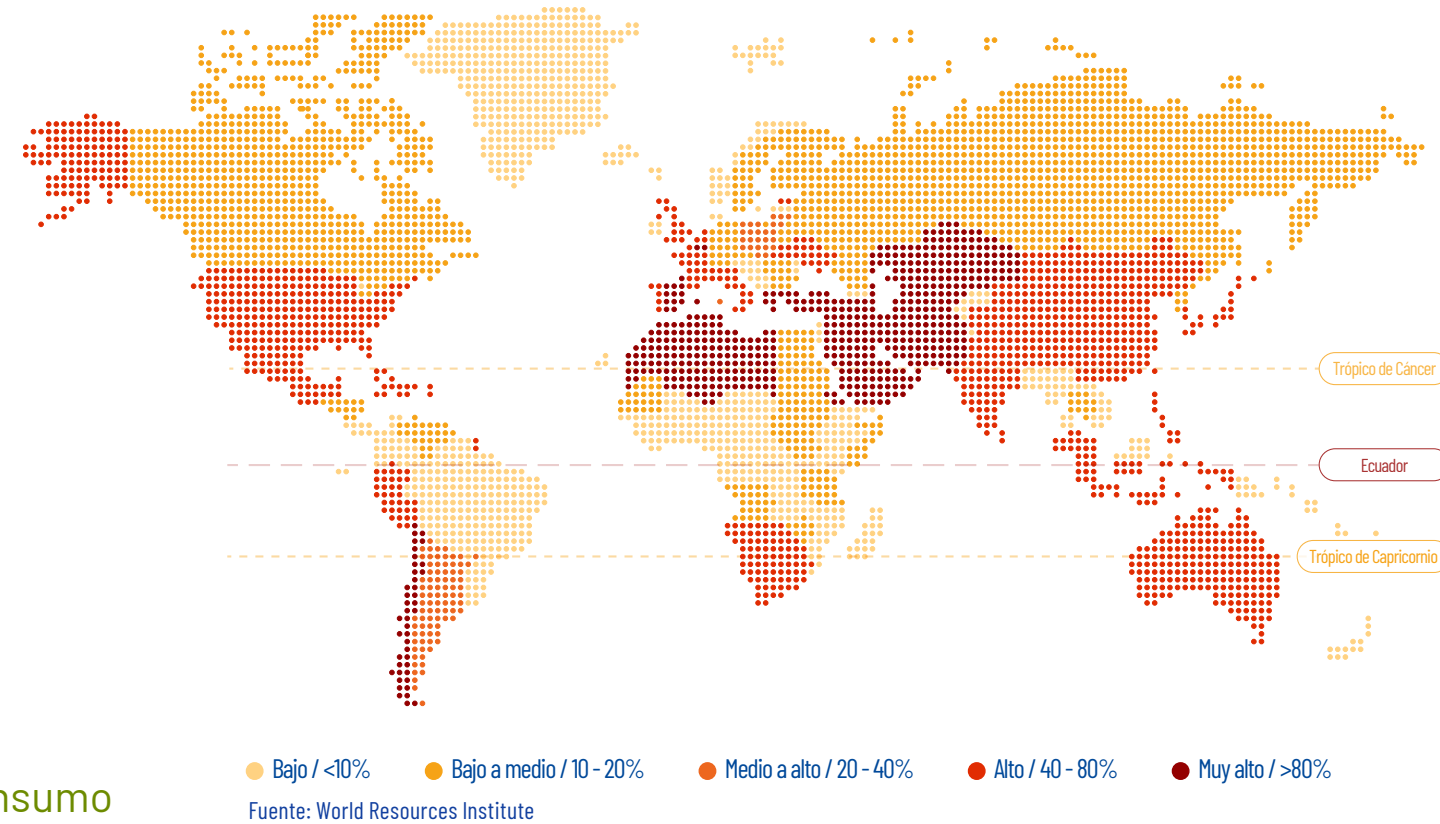 Trópico de Cáncer
Ecuador
Trópico de Capricornio
Bajo / <10%
Bajo a medio / 10 - 20%
Medio a alto / 20 - 40%
Alto / 40 - 80%
Muy alto / >80%
Fuente: World Resources Institute
nsumo